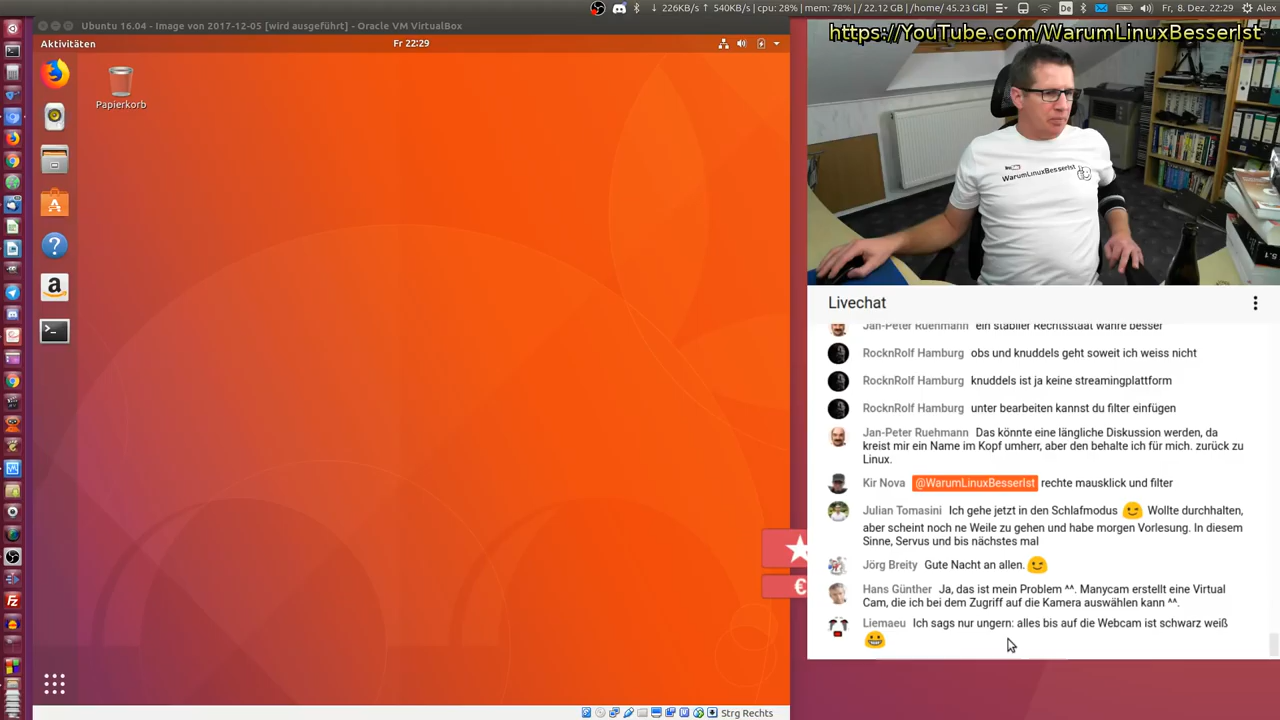 226KB/s ↑ 540KB/s | cpu: 28% | mem: 78% | / 22.12 GB | /home/ 45.23 GB
De
Fr, 8. Dez, 22:29
Alex
Ubuntu 16.04 - Image von 2017-12-05 [wird ausgeführt] - Oracle VM VirtualBox
https://YouTube.com/WarumLinuxBesserIst
Aktivitäten
Fr 22:29
Papierkorb
WarumLinuxBesserIst
Livechat
Jan-Peter Ruehmann ein stabiler Rechtsstaat währe besser
RocknRolf Hamburg obs und knuddels geht soweit ich weiss nicht
RocknRolf Hamburg knuddels ist ja keine streamingplattform
RocknRolf Hamburg unter bearbeiten kannst du filter einfügen
Jan-Peter Ruehmann Das könnte eine längliche Diskussion werden, da
kreist mir ein Name im Kopf umherr, aber den behalte ich für mich. zurück zu
Linux.
Kir Nova @WarumLinuxBesserIst rechte mausklick und filter
Julian Tomasini Ich gehe jetzt in den Schlafmodus 😉 Wollte durchhalten,
aber scheint noch ne Weile zu gehen und habe morgen Vorlesung. In diesem
Sinne, Servus und bis nächstes mal
Jörg Breity Gute Nacht an allen. 😉
Hans Günther Ja, das ist mein Problem ^^. Manycam erstellt eine Virtual
Cam, die ich bei dem Zugriff auf die Kamera auswählen kann ^^.
Liemaeu Ich sags nur ungern: alles bis auf die Webcam ist schwarz weiß
😀
€
Strg Rechts